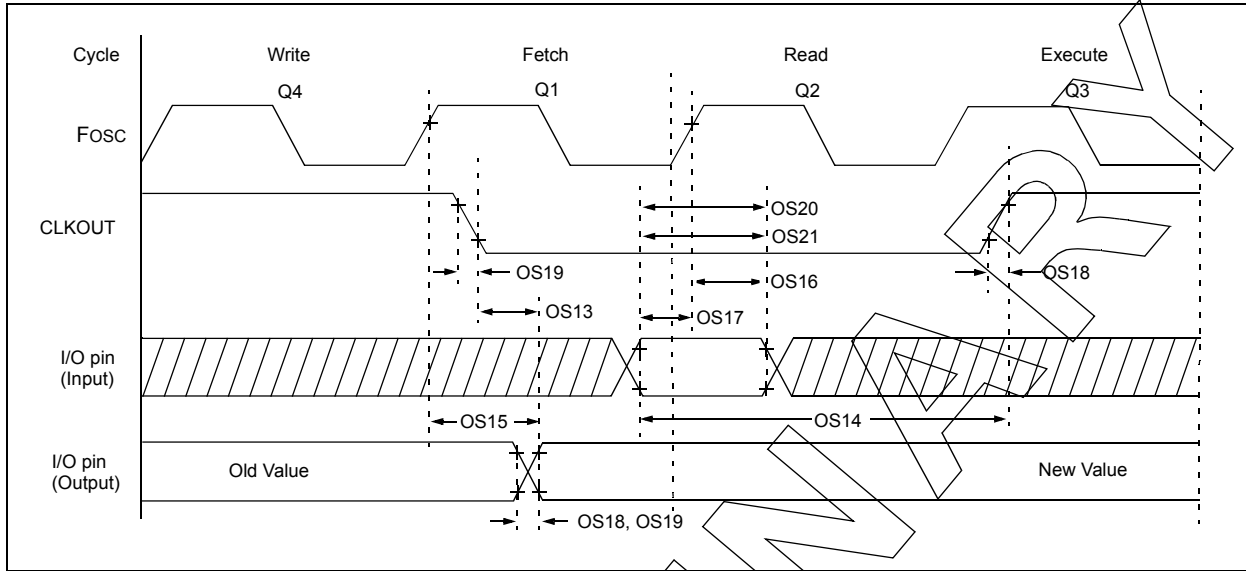 Cycle Write Fetch Read Execute
Q4 Q1 Q2 Q3
FOSC
CLKOUT
OS20
OS21
OS19 OS16 OS18
OS13 OS17
I/O pin
(Input)
OS15 OS14
I/O pin
(Output)
Old Value New Value
OS18, OS19
NARY